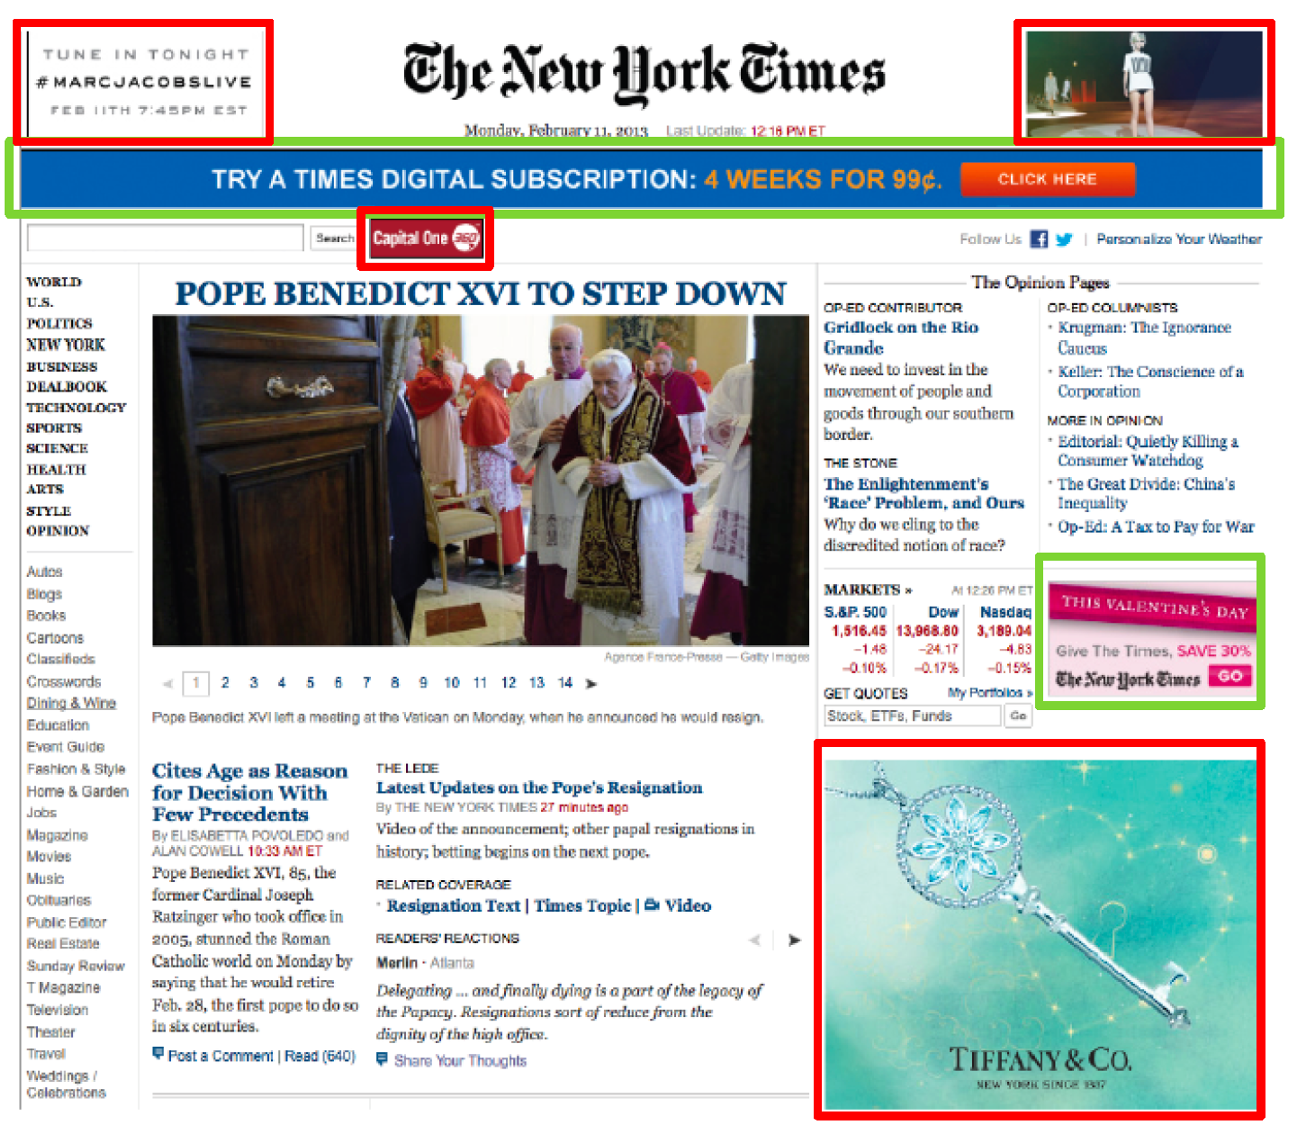 TUNE IN TONIGHT
#MARCJACOBSLIVE
FEB 11TH 7:45PM EST
The New York Times
Monday, February 11, 2013 Last Update: 12:18 PM ET
TRY A TIMES DIGITAL SUBSCRIPTION: 4 WEEKS FOR 99¢. CLICK HERE
Search Capital One 360
Follow Us | Personalize Your Weather
WORLD
U.S.
POLITICS
NEW YORK
BUSINESS
DEALBOOK
TECHNOLOGY
SPORTS
SCIENCE
HEALTH
ARTS
STYLE
OPINION
Autos
Blogs
Books
Cartoons
Classifieds
Crosswords
Dining & Wine
Education
Event Guide
Fashion & Style
Home & Garden
Jobs
Magazine
Movies
Music
Obituaries
Public Editor
Real Estate
Sunday Review
T Magazine
Television
Theater
Travel
Weddings /
Celebrations
POPE BENEDICT XVI TO STEP DOWN
Agence France-Presse — Getty Images
1 2 3 4 5 6 7 8 9 10 11 12 13 14
Pope Benedict XVI left a meeting at the Vatican on Monday, when he announced he would resign.
Cites Age as Reason
for Decision With
Few Precedents
By ELISABETTA POVOLEDO and
ALAN COWELL 10:33 AM ET
Pope Benedict XVI, 85, the
former Cardinal Joseph
Ratzinger who took office in
2005, stunned the Roman
Catholic world on Monday by
saying that he would retire
Feb. 28, the first pope to do so
in six centuries.
Post a Comment | Read (640)
THE LEDE
Latest Updates on the Pope's Resignation
By THE NEW YORK TIMES 27 minutes ago
Video of the announcement; other papal resignations in
history; betting begins on the next pope.
RELATED COVERAGE
· Resignation Text | Times Topic | Video
READERS' REACTIONS
Merlin · Atlanta
Delegating ... and finally dying is a part of the legacy of
the Papacy. Resignations sort of reduce from the
dignity of the high office.
Share Your Thoughts
The Opinion Pages
OP-ED CONTRIBUTOR
Gridlock on the Rio
Grande
We need to invest in the
movement of people and
goods through our southern
border.
THE STONE
The Enlightenment's
'Race' Problem, and Ours
Why do we cling to the
discredited notion of race?
OP-ED COLUMNISTS
· Krugman: The Ignorance
Caucus
· Keller: The Conscience of a
Corporation
MORE IN OPINION
· Editorial: Quietly Killing a
Consumer Watchdog
· The Great Divide: China's
Inequality
· Op-Ed: A Tax to Pay for War
MARKETS » At 12:26 PM ET
S.&P. 500 Dow Nasdaq
1,516.45 13,968.80 3,189.04
−1.48 −24.17 −4.83
−0.10% −0.17% −0.15%
GET QUOTES My Portfolios »
Stock, ETFs, Funds Go
THIS VALENTINE'S DAY
Give The Times, SAVE 30%
The New York Times GO
TIFFANY & CO.
NEW YORK SINCE 1837